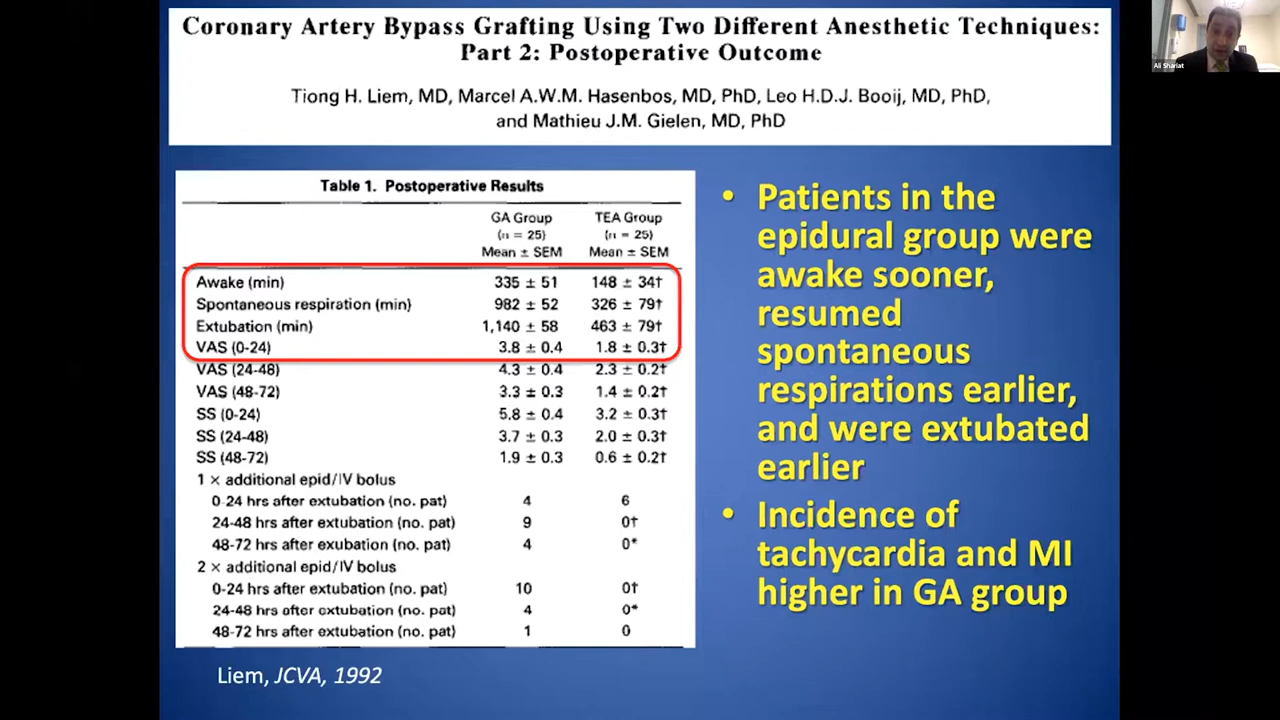 Coronary Artery Bypass Grafting Using Two Different Anesthetic Techniques:
Part 2: Postoperative Outcome
Tiong H. Liem, MD, Marcel A.W.M. Hasenbos, MD, PhD, Leo H.D.J. Booij, MD, PhD,
and Mathieu J.M. Gielen, MD, PhD
Ali Shariat
Table 1. Postoperative Results
GA Group TEA Group
(n = 25) (n = 25)
Mean ± SEM Mean ± SEM
Awake (min) 335 ± 51 148 ± 34†
Spontaneous respiration (min) 982 ± 52 326 ± 79†
Extubation (min) 1,140 ± 58 463 ± 79†
VAS (0-24) 3.8 ± 0.4 1.8 ± 0.3†
VAS (24-48) 4.3 ± 0.4 2.3 ± 0.2†
VAS (48-72) 3.3 ± 0.3 1.4 ± 0.2†
SS (0-24) 5.8 ± 0.4 3.2 ± 0.3†
SS (24-48) 3.7 ± 0.3 2.0 ± 0.3†
SS (48-72) 1.9 ± 0.3 0.6 ± 0.2†
1 × additional epid/IV bolus
0-24 hrs after extubation (no. pat) 4 6
24-48 hrs after extubation (no. pat) 9 0†
48-72 hrs after exubation (no. pat) 4 0*
2 × additional epid/IV bolus
0-24 hrs after extubation (no. pat) 10 0†
24-48 hrs after extubation (no. pat) 4 0*
48-72 hrs after extubation (no. pat) 1 0
• Patients in the
epidural group were
awake sooner,
resumed
spontaneous
respirations earlier,
and were extubated
earlier
• Incidence of
tachycardia and MI
higher in GA group
Liem, JCVA, 1992